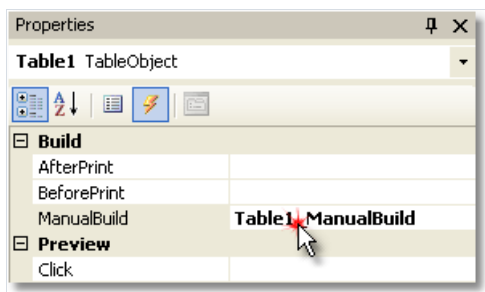 Properties
Table1 TableObject
Build
AfterPrint
BeforePrint
ManualBuild Table1_ManualBuild
Preview
Click